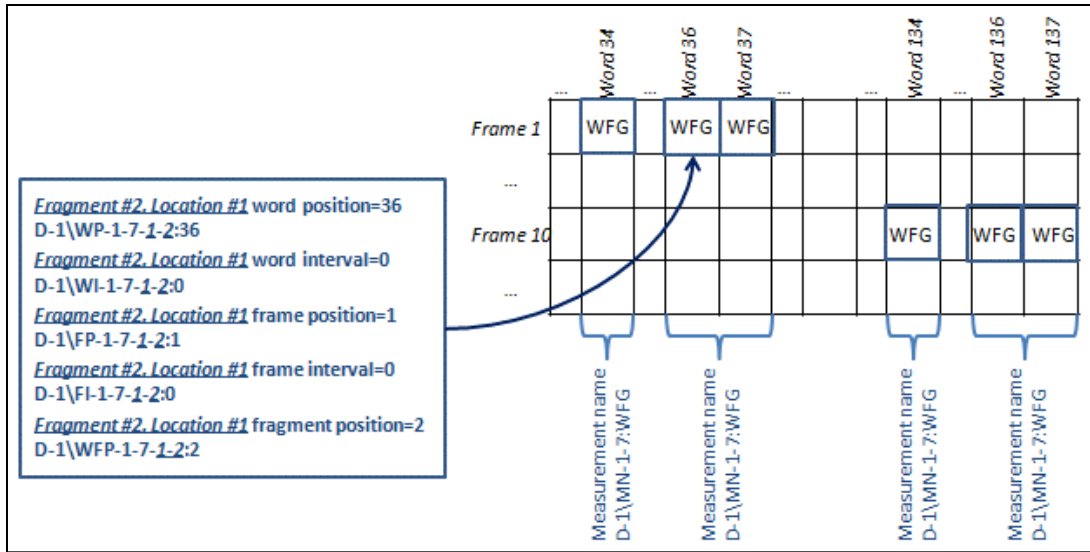 ... Word 34 ... Word 36 Word 37 ... ... Word 134 ... Word 136 Word 137
Frame 1 WFG WFG WFG
...
Fragment #2, Location #1 word position=36
D-1\WP-1-7-1-2:36
Fragment #2, Location #1 word interval=0
D-1\WI-1-7-1-2:0
Fragment #2, Location #1 frame position=1
D-1\FP-1-7-1-2:1
Fragment #2, Location #1 frame interval=0
D-1\FI-1-7-1-2:0
Fragment #2, Location #1 fragment position=2
D-1\WFP-1-7-1-2:2
Frame 10 WFG WFG WFG
...
Measurement name
D-1\MN-1-7:WFG
Measurement name
D-1\MN-1-7:WFG
Measurement name
D-1\MN-1-7:WFG
Measurement name
D-1\MN-1-7:WFG